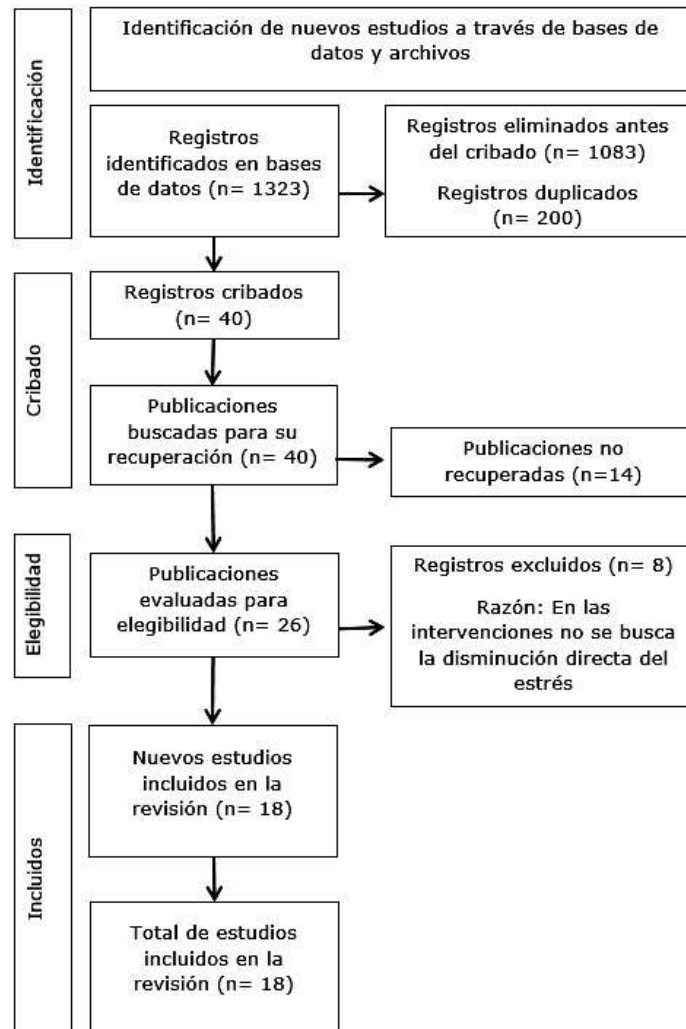 Identificación
Identificación de nuevos estudios a través de bases de
datos y archivos
Registros
identificados en bases
de datos (n= 1323)
Registros eliminados antes
del cribado (n= 1083)
Registros duplicados
(n= 200)
Cribado
Registros cribados
(n= 40)
Publicaciones
buscadas para su
recuperación (n= 40)
Publicaciones no
recuperadas (n=14)
Elegibilidad
Publicaciones
evaluadas para
elegibilidad (n= 26)
Registros excluidos (n= 8)
Razón: En las
intervenciones no se busca
la disminución directa del
estrés
Incluidos
Nuevos estudios
incluidos en la
revisión (n= 18)
Total de estudios
incluidos en la
revisión (n= 18)